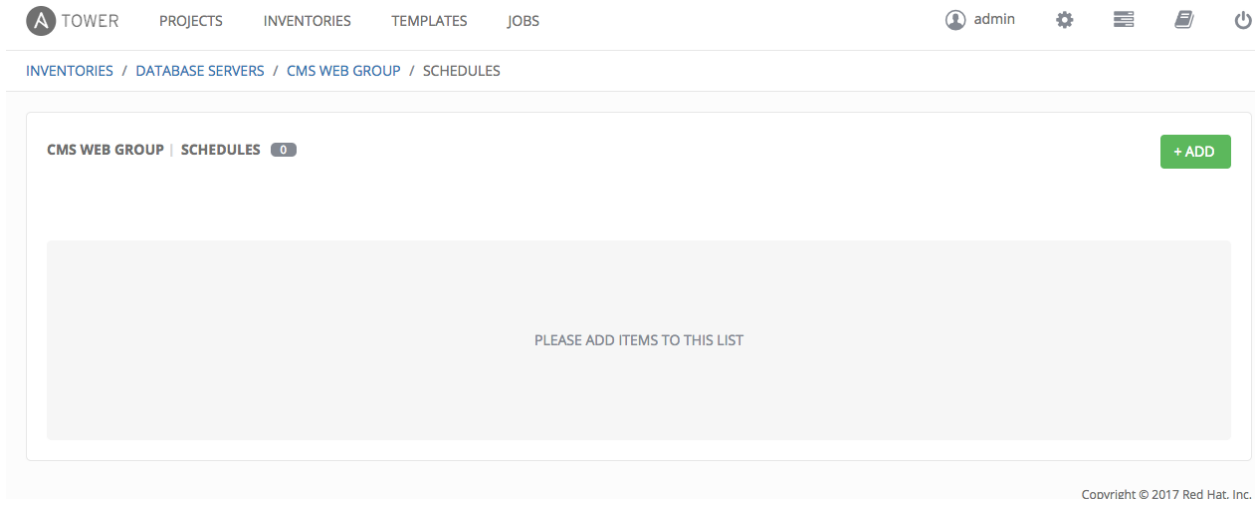 A TOWER PROJECTS INVENTORIES TEMPLATES JOBS admin
INVENTORIES / DATABASE SERVERS / CMS WEB GROUP / SCHEDULES
CMS WEB GROUP | SCHEDULES 0 + ADD
PLEASE ADD ITEMS TO THIS LIST
Copyright © 2017 Red Hat, Inc.